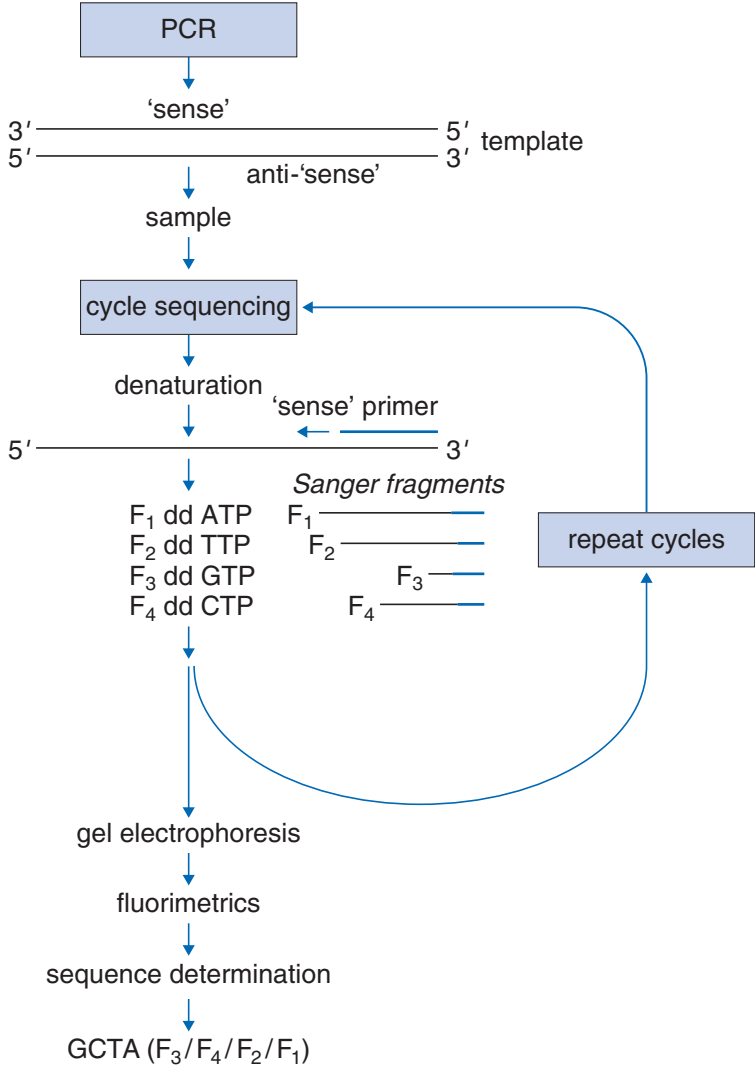 PCR
'sense'
3′ 5′
template
5′ 3′
anti-'sense'
sample
cycle sequencing
denaturation
'sense' primer
5′ 3′
Sanger fragments
F₁ dd ATP F₁
F₂ dd TTP F₂
repeat cycles
F₃ dd GTP F₃
F₄ dd CTP F₄
gel electrophoresis
fluorimetrics
sequence determination
GCTA (F₃/F₄/F₂/F₁)